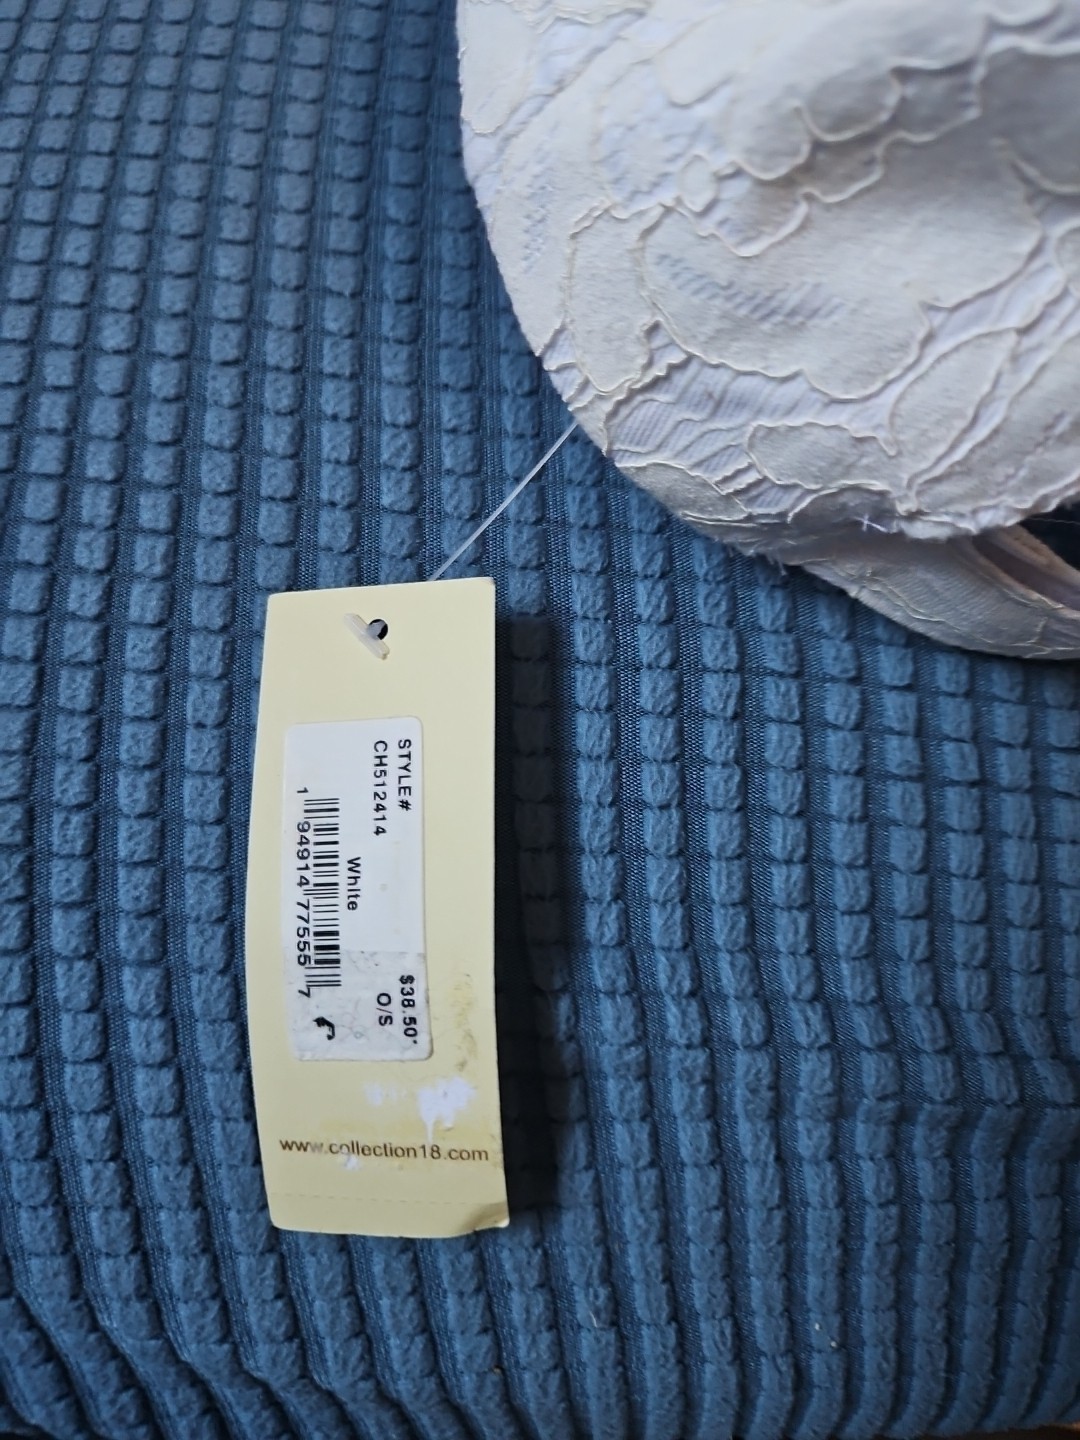 STYLE#
CH512414
White
1 94914 77555 7
$38.50*
O/S
www.collection18.com